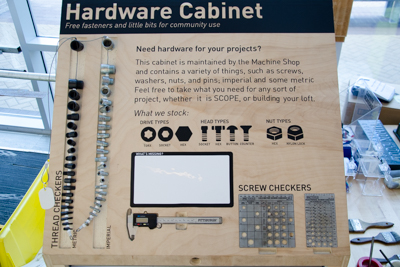 Hardware Cabinet
Free fasteners and little bits for community use
Need hardware for your projects?
This cabinet is maintained by the Machine Shop
and contains a variety of things, such as screws,
washers, nuts, and pins; imperial and some metric
Feel free to take what you need for any sort of
project, whether it is SCOPE, or building your loft.
What we stock:
DRIVE TYPES
HEAD TYPES
NUT TYPES
TORX
SOCKET
HEX
SOCKET
BUTTON
COUNTER
HEX
NYLON LOCK
THREAD CHECKERS
METRIC
IMPERIAL
SCREW CHECKERS